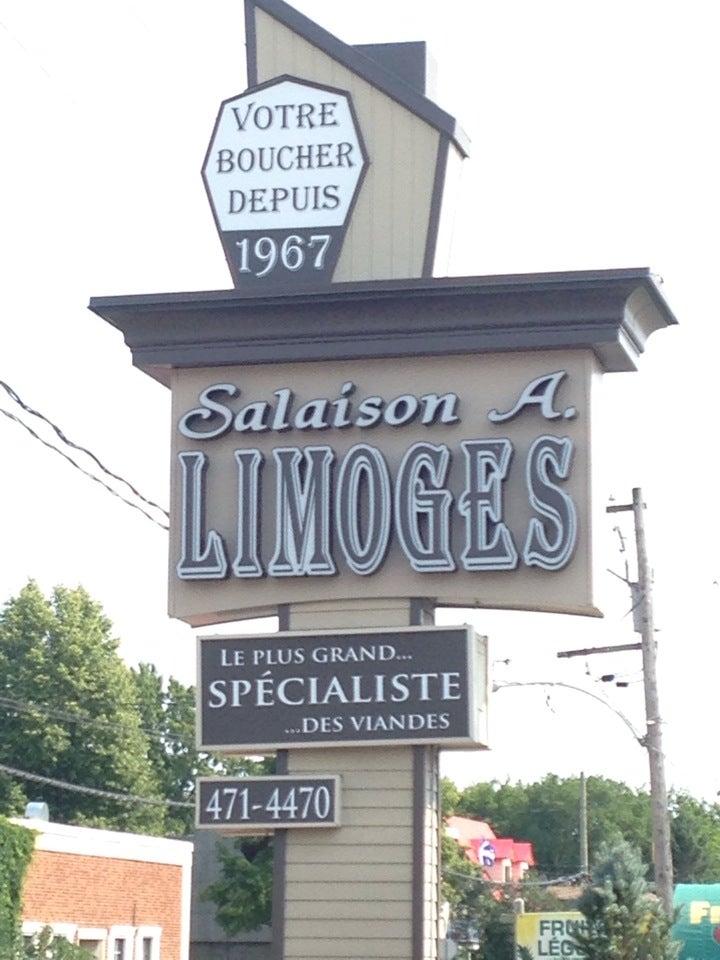 VOTRE
BOUCHER
DEPUIS
1967
Salaison A.
LIMOGES
LE PLUS GRAND...
SPÉCIALISTE
...DES VIANDES
471-4470